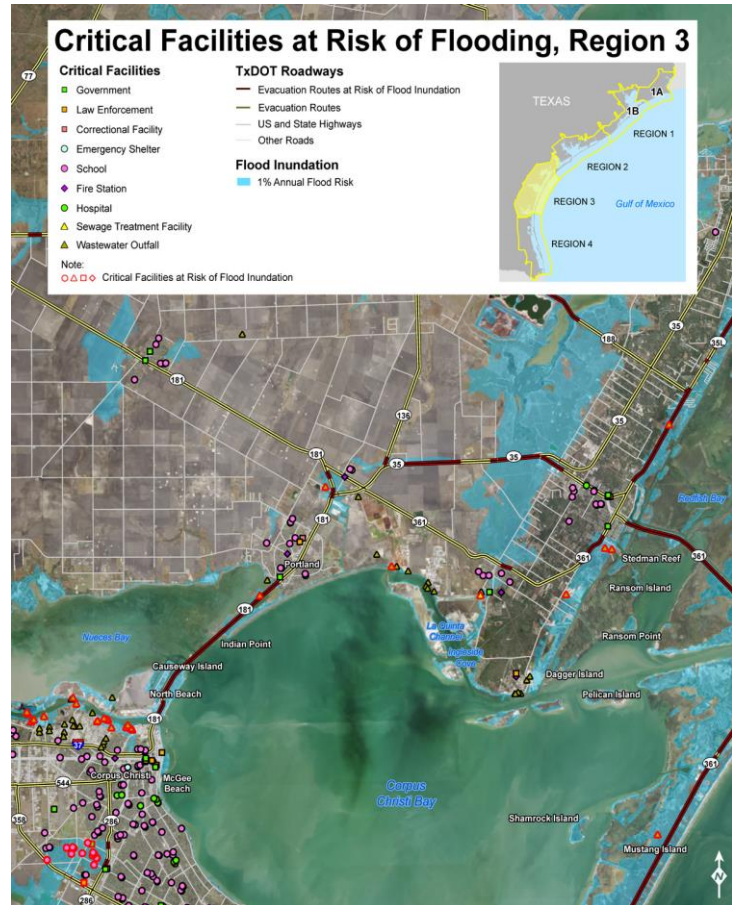 Critical Facilities at Risk of Flooding, Region 3
Critical Facilities
Government
Law Enforcement
Correctional Facility
Emergency Shelter
School
Fire Station
Hospital
Sewage Treatment Facility
Wastewater Outfall
Note:
Critical Facilities at Risk of Flood Inundation
TxDOT Roadways
Evacuation Routes at Risk of Flood Inundation
Evacuation Routes
US and State Highways
Other Roads
Flood Inundation
1% Annual Flood Risk
TEXAS
1A
1B
REGION 1
REGION 2
REGION 3
Gulf of Mexico
REGION 4
77
35
35L
188
181
136
35
181
35
35
181
361
Redfish Bay
Portland
361
Stedman Reef
361
Ransom Island
181
Nueces Bay
Indian Point
La Quinta
Channel
Ingleside
Cove
Ransom Point
Causeway Island
Dagger Island
North Beach
Pelican Island
181
37
361
Corpus Christi
McGee
Beach
544
Corpus
Christi Bay
286
358
Shamrock Island
Mustang Island
286
N